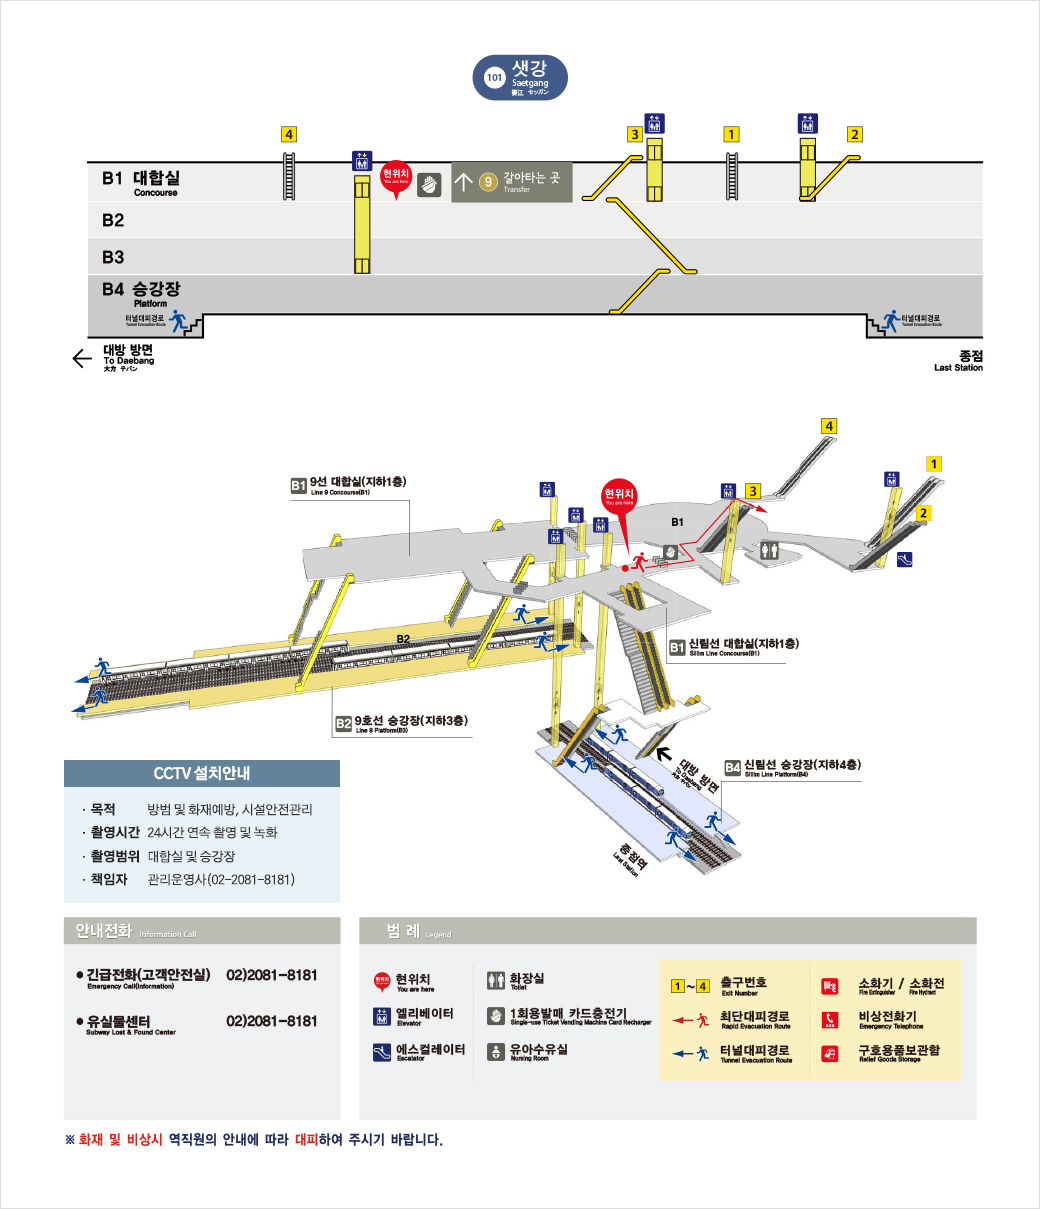 101
샛강
Saetgang
赛江 セッガン
4
3
1
2
B1 대합실
Concourse
현위치
You are here
9 갈아타는 곳
Transfer
B2
B3
B4 승강장
Platform
터널대피경로
Tunnel Evacuation Route
터널대피경로
Tunnel Evacuation Route
대방 방면
To Daebang
大方 テバン
종점
Last Station
4
1
2
3
B1 9선 대합실(지하1층)
Line 9 Concourse(B1)
현위치
You are here
B1
B2
B1 신림선 대합실(지하1층)
Sillim Line Concourse(B1)
B2 9호선 승강장(지하3층)
Line 9 Platform(B3)
대방 방면
To Daebang
大方 テバン
B4 신림선 승강장(지하4층)
Sillim Line Platform(B4)
종점역
Last Station
CCTV 설치안내
· 목적 방범 및 화재예방, 시설안전관리
· 촬영시간 24시간 연속 촬영 및 녹화
· 촬영범위 대합실 및 승강장
· 책임자 관리운영사(02-2081-8181)
안내전화 Information Call
● 긴급전화(고객안전실) 02)2081-8181
Emergency Call(Information)
● 유실물센터 02)2081-8181
Subway Lost & Found Center
범 례 Legend
현위치
현위치
You are here
엘리베이터
Elevator
에스컬레이터
Escalator
화장실
Toilet
1회용발매 카드충전기
Single-use Ticket Vending Machine Card Recharger
유아수유실
Nursing Room
1~4 출구번호
Exit Number
최단대피경로
Rapid Evacuation Route
터널대피경로
Tunnel Evacuation Route
소화기 / 소화전
Fire Extinguisher Fire Hydrant
SOS
비상전화기
Emergency Telephone
구호용품보관함
Relief Goods Storage
※ 화재 및 비상시 역직원의 안내에 따라 대피하여 주시기 바랍니다.